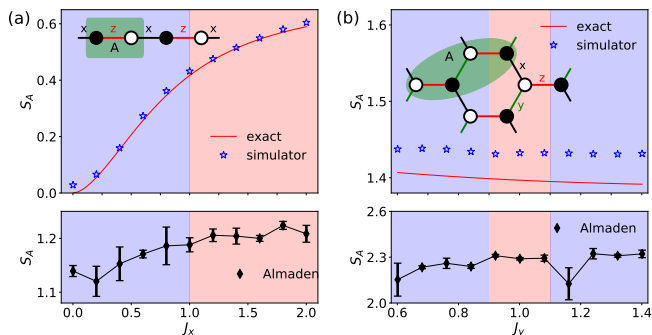 (a)
x z x z x
A
exact
simulator
S_A
0.6
0.4
0.2
0.0
Almaden
S_A
1.2
1.1
0.0 0.5 1.0 1.5 2.0
J_x
(b)
A
x
z
y
exact
simulator
S_A
1.6
1.5
1.4
Almaden
S_A
2.6
2.3
2.0
0.6 0.8 1.0 1.2 1.4
J_y